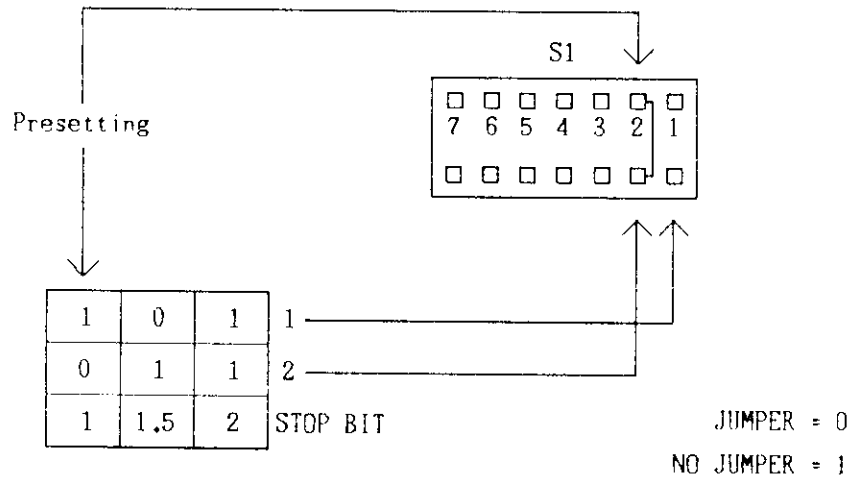 S1
Presetting
7 6 5 4 3 2 1
1 0 1 1
0 1 1 2
1 1.5 2 STOP BIT
JUMPER = 0
NO JUMPER = 1